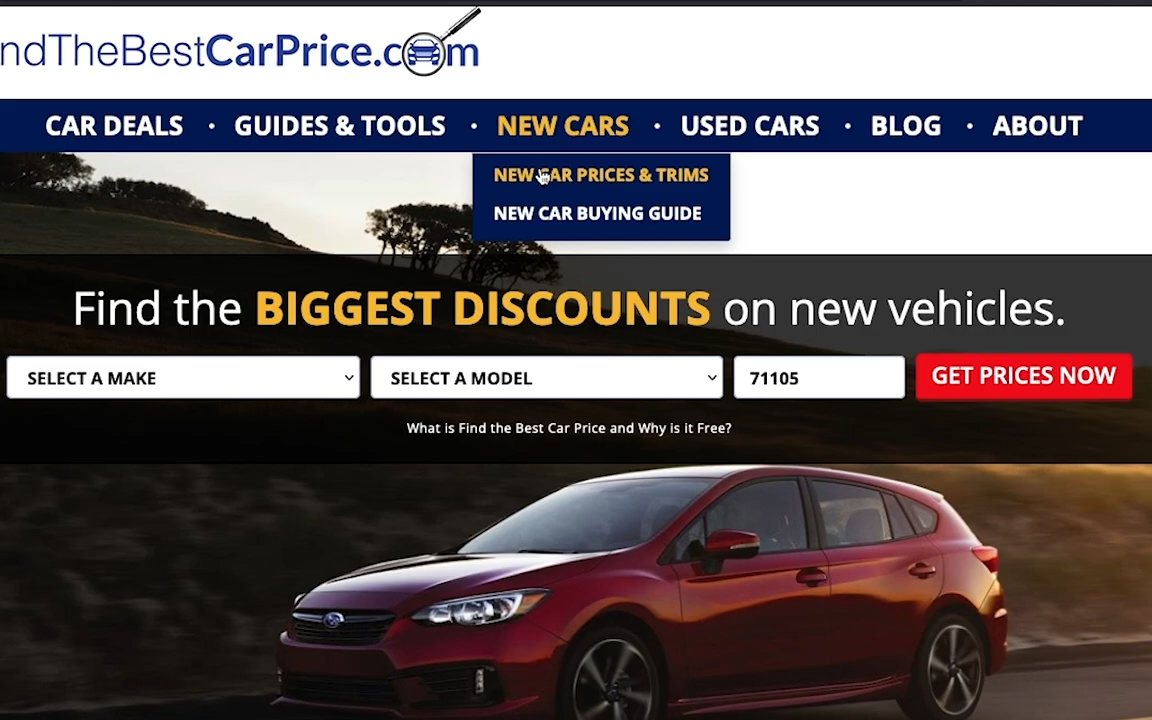 ndTheBestCarPrice.com
CAR DEALS • GUIDES & TOOLS • NEW CARS • USED CARS • BLOG • ABOUT
NEW CAR PRICES & TRIMS
NEW CAR BUYING GUIDE
Find the BIGGEST DISCOUNTS on new vehicles.
SELECT A MAKE SELECT A MODEL 71105 GET PRICES NOW
What is Find the Best Car Price and Why is it Free?